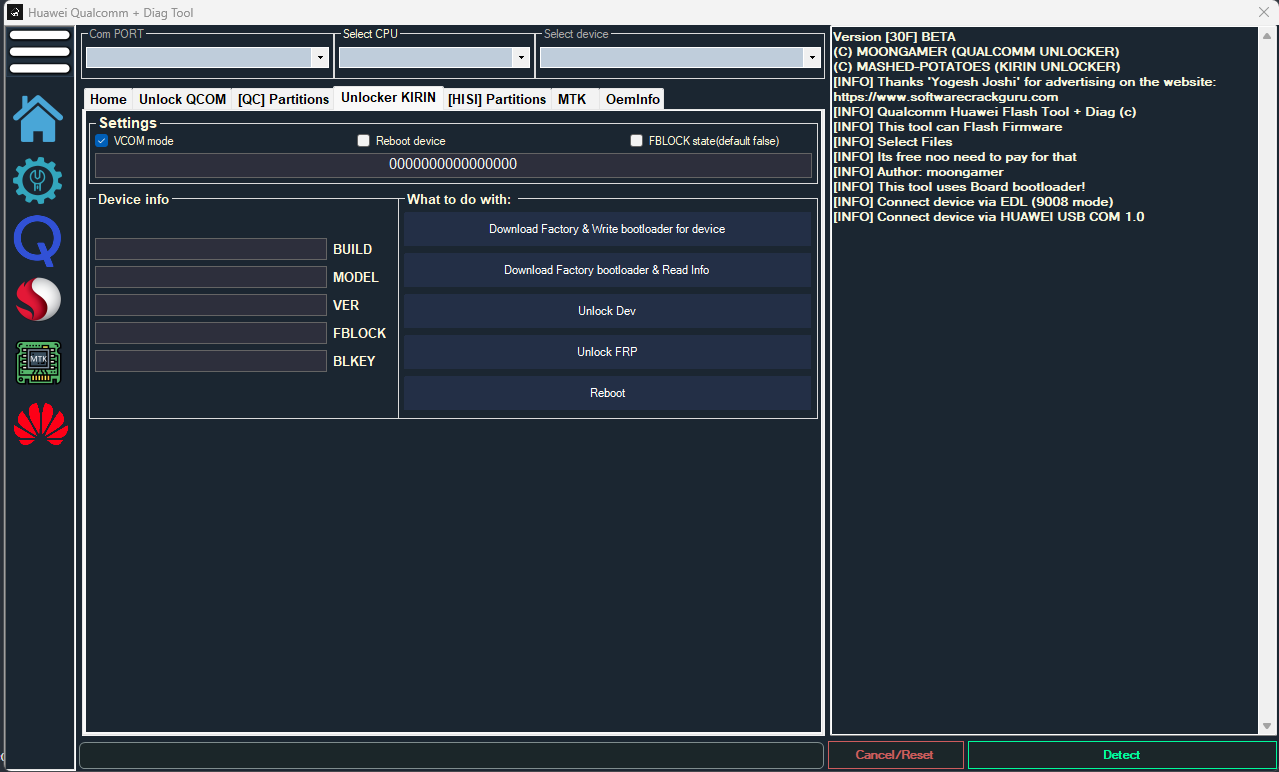 Huawei Qualcomm + Diag Tool
Com PORT
Select CPU
Select device
Home
Unlock QCOM
[QC] Partitions
Unlocker KIRIN
[HISI] Partitions
MTK
OemInfo
Settings
VCOM mode
Reboot device
FBLOCK state(default false)
0000000000000000
Device info
BUILD
MODEL
VER
FBLOCK
BLKEY
What to do with:
Download Factory & Write bootloader for device
Download Factory bootloader & Read Info
Unlock Dev
Unlock FRP
Reboot
MTK
Version [30F] BETA
(C) MOONGAMER (QUALCOMM UNLOCKER)
(C) MASHED-POTATOES (KIRIN UNLOCKER)
[INFO] Thanks 'Yogesh Joshi' for advertising on the website:
https://www.softwarecrackguru.com
[INFO] Qualcomm Huawei Flash Tool + Diag (c)
[INFO] This tool can Flash Firmware
[INFO] Select Files
[INFO] Its free noo need to pay for that
[INFO] Author: moongamer
[INFO] This tool uses Board bootloader!
[INFO] Connect device via EDL (9008 mode)
[INFO] Connect device via HUAWEI USB COM 1.0
Cancel/Reset
Detect